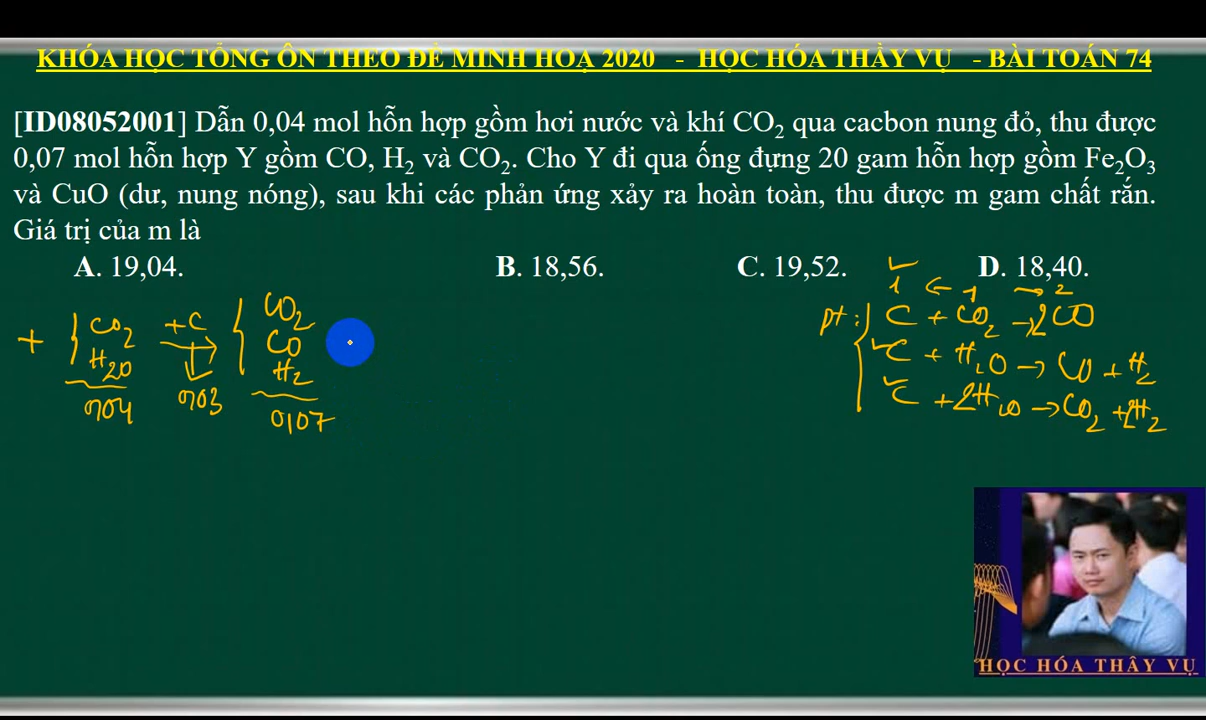 KHÓA HỌC TỔNG ÔN THEO ĐỀ MINH HOẠ 2020 - HỌC HÓA THẦY VỤ - BÀI TOÁN 74
[ID08052001] Dẫn 0,04 mol hỗn hợp gồm hơi nước và khí CO₂ qua cacbon nung đỏ, thu được
0,07 mol hỗn hợp Y gồm CO, H₂ và CO₂. Cho Y đi qua ống đựng 20 gam hỗn hợp gồm Fe₂O₃
và CuO (dư, nung nóng), sau khi các phản ứng xảy ra hoàn toàn, thu được m gam chất rắn.
Giá trị của m là
A. 19,04. B. 18,56. C. 19,52. D. 18,40.
1 ← 1 → 2
pt: C + CO₂ → 2CO
C + H₂O → CO + H₂
C + 2H₂O → CO₂ + 2H₂
+ { CO₂ +C → { CO₂
H₂O CO
H₂
0,04 0,03 0,07
HỌC HÓA THẦY VỤ